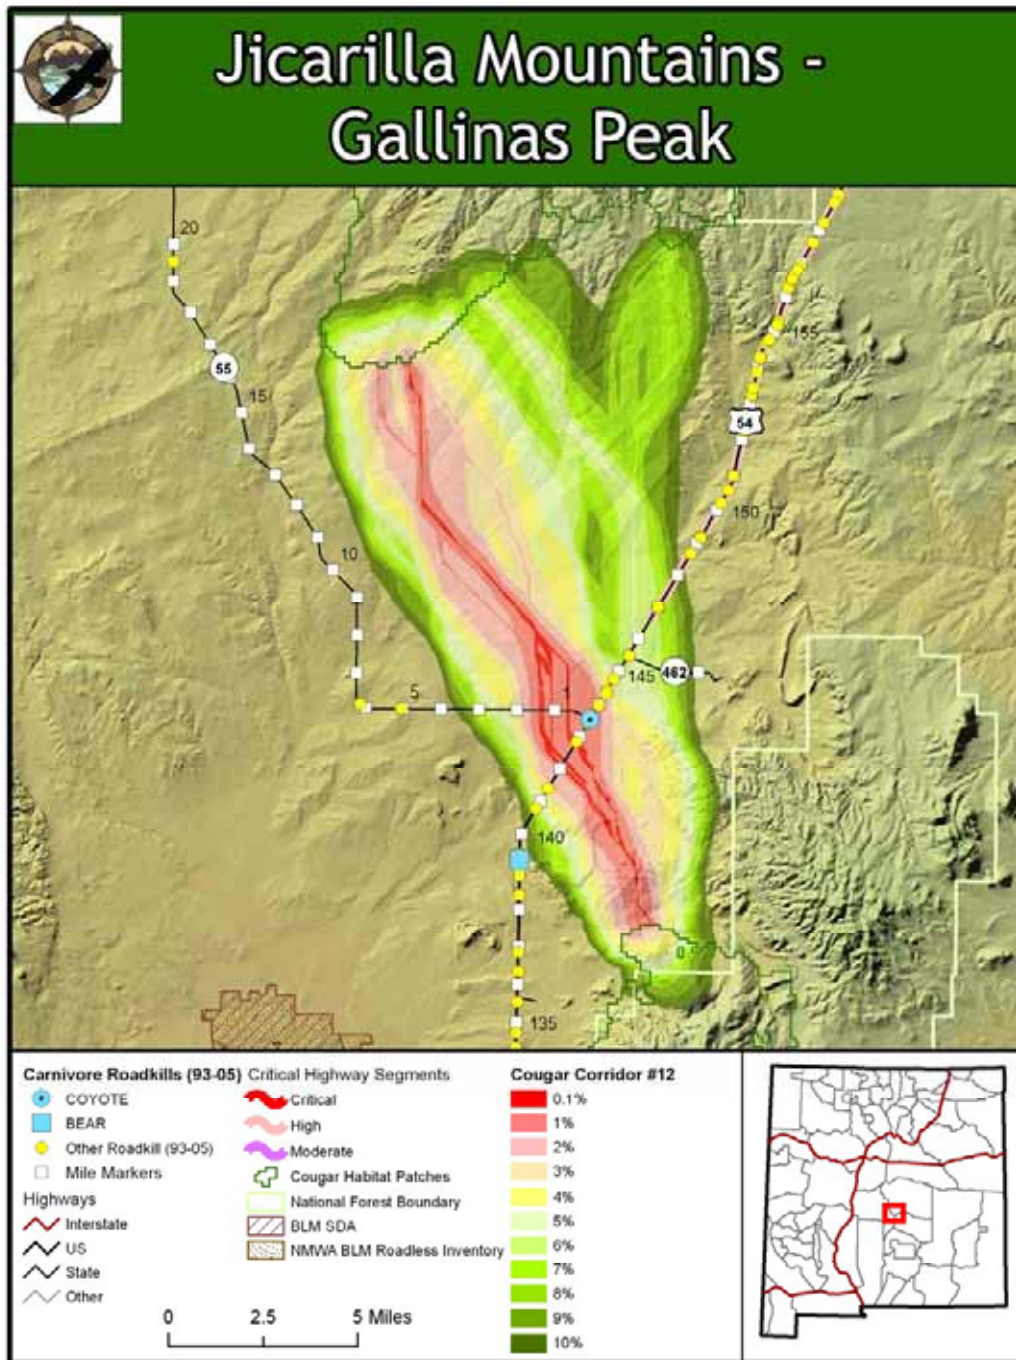 Jicarilla Mountains -
Gallinas Peak
20
55
15
155
54
150
10
145
462
5
1
140
135
Carnivore Roadkills (93-05)
COYOTE
BEAR
Other Roadkill (93-05)
Mile Markers
Highways
Interstate
US
State
Other
Critical Highway Segments
Critical
High
Moderate
Cougar Habitat Patches
National Forest Boundary
BLM SDA
NMWA BLM Roadless Inventory
0 2.5 5 Miles
Cougar Corridor #12
0.1%
1%
2%
3%
4%
5%
6%
7%
8%
9%
10%